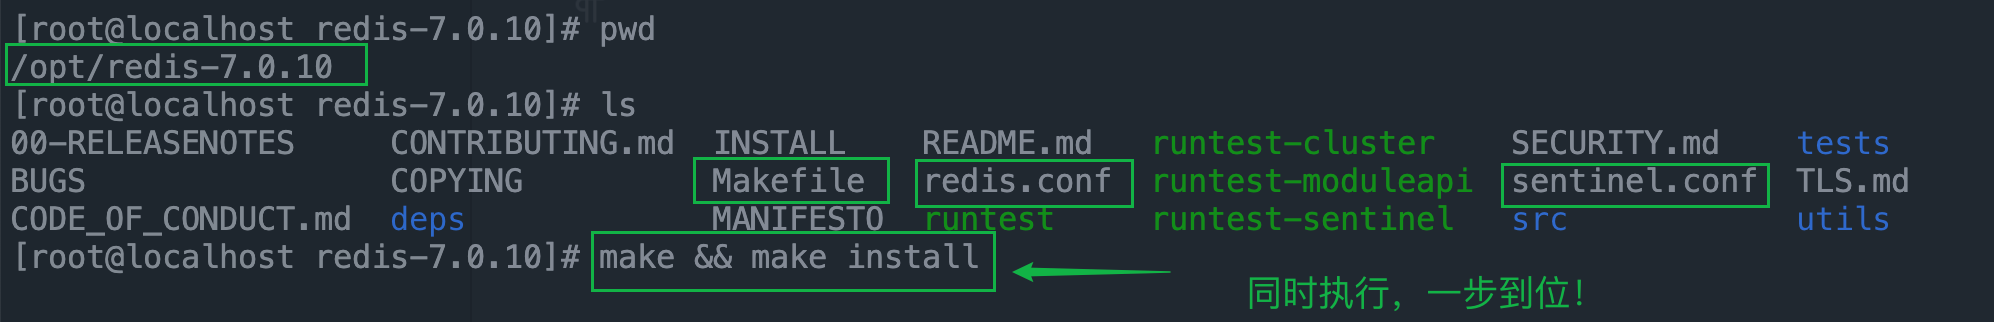 [root@localhost redis-7.0.10]# pwd
/opt/redis-7.0.10
[root@localhost redis-7.0.10]# ls
00-RELEASENOTES CONTRIBUTING.md INSTALL README.md runtest-cluster SECURITY.md tests
BUGS COPYING Makefile redis.conf runtest-moduleapi sentinel.conf TLS.md
CODE_OF_CONDUCT.md deps MANIFESTO runtest runtest-sentinel src utils
[root@localhost redis-7.0.10]# make && make install
同时执行，一步到位！